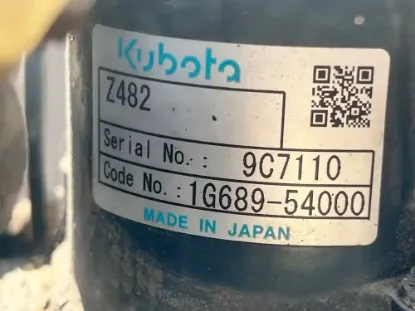 Kubota
Z482
Serial No.: 9C7110
Code No.: 1G689-54000
MADE IN JAPAN